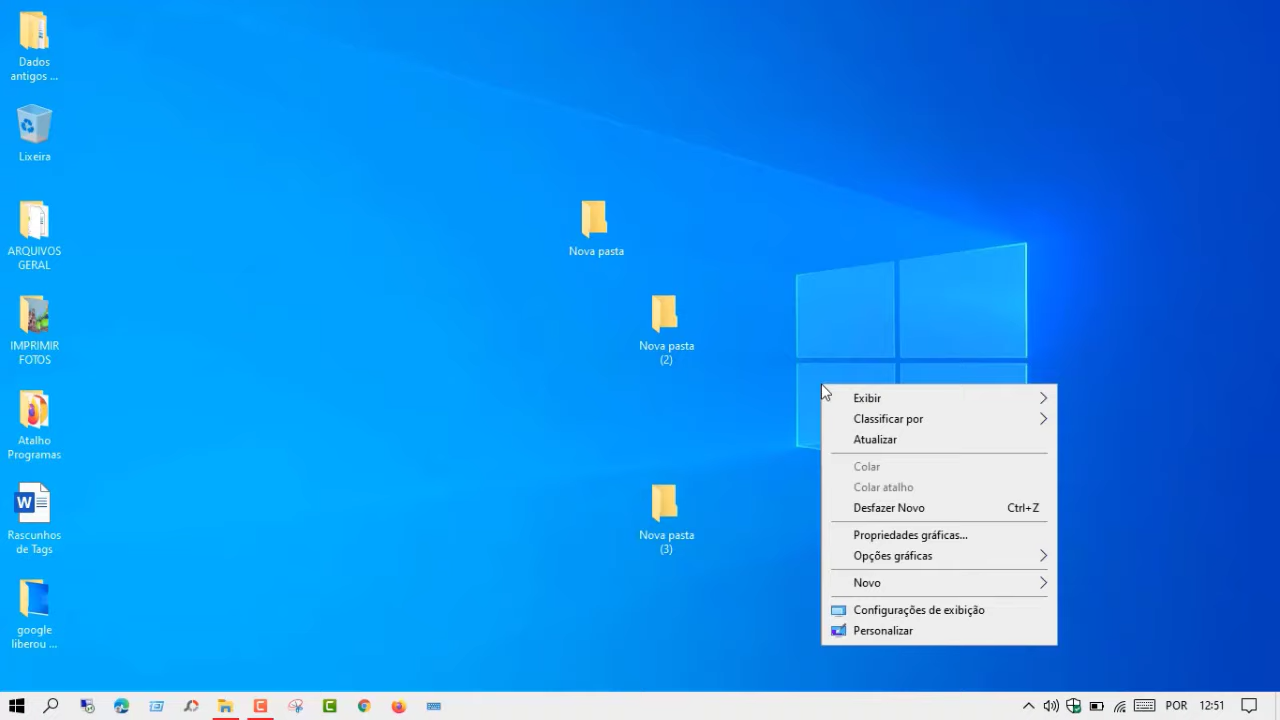 Dados
antigos ...
Lixeira
ARQUIVOS
GERAL
IMPRIMIR
FOTOS
Atalho
Programas
Rascunhos
de Tags
google
liberou ...
Nova pasta
Nova pasta
(2)
Nova pasta
(3)
Exibir
Classificar por
Atualizar
Colar
Colar atalho
Desfazer Novo Ctrl+Z
Propriedades gráficas...
Opções gráficas
Novo
Configurações de exibição
Personalizar
POR 12:51